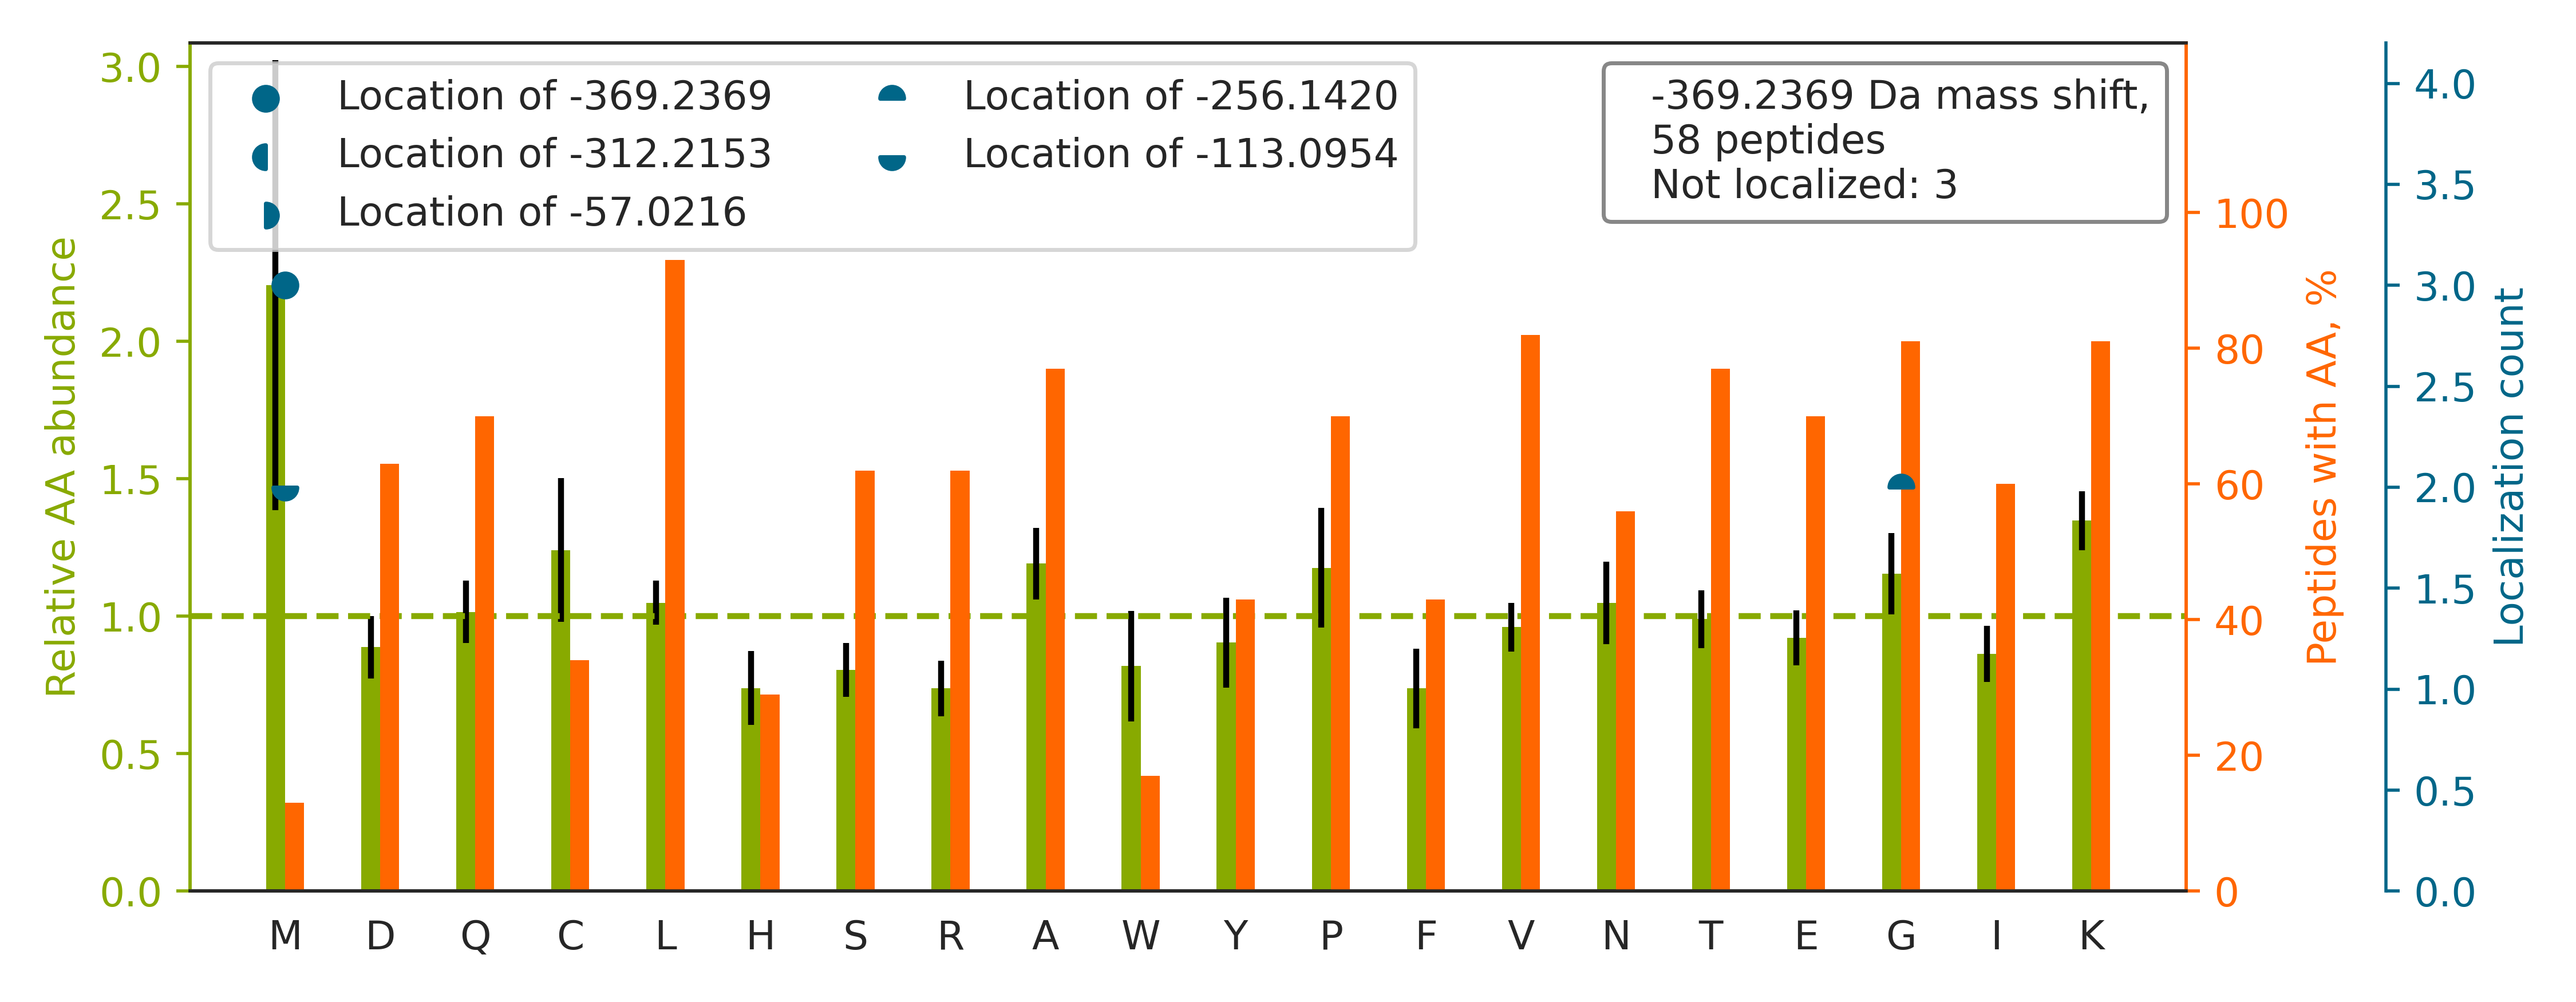 Location of -369.2369
Location of -312.2153
Location of -57.0216
Location of -256.1420
Location of -113.0954
-369.2369 Da mass shift,
58 peptides
Not localized: 3
Relative AA abundance
3.0
2.5
2.0
1.5
1.0
0.5
0.0
M D Q C L H S R A W Y P F V N T E G I K
100
80
60
40
20
0
Peptides with AA, %
4.0
3.5
3.0
2.5
2.0
1.5
1.0
0.5
0.0
Localization count